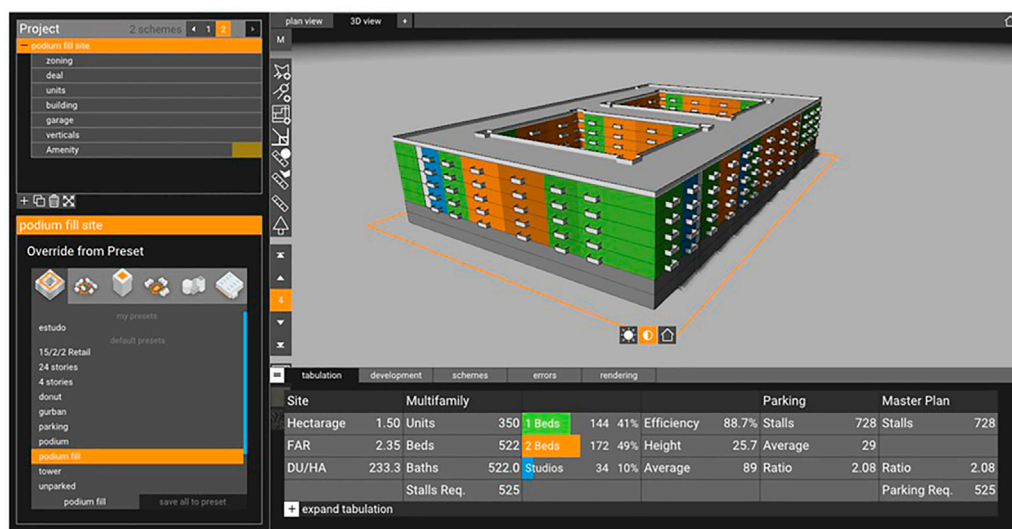 Project 2 schemes 1 2
podium fill site
zoning
deal
units
building
garage
verticals
Amenity
podium fill site
Override from Preset
my presets
estudo
default presets
15/2/2 Retail
24 stories
4 stories
donut
gurban
parking
podium
podium fill
tower
unparked
podium fill save all to preset
plan view 3D view +
M
4
tabulation development schemes errors rendering
Site Multifamily Parking Master Plan
Hectarage 1.50 Units 350 1 Beds 144 41% Efficiency 88.7% Stalls 728 Stalls 728
FAR 2.35 Beds 522 2 Beds 172 49% Height 25.7 Average 29
DU/HA 233.3 Baths 522.0 Studios 34 10% Average 89 Ratio 2.08 Ratio 2.08
Stalls Req. 525 Parking Req. 525
+ expand tabulation